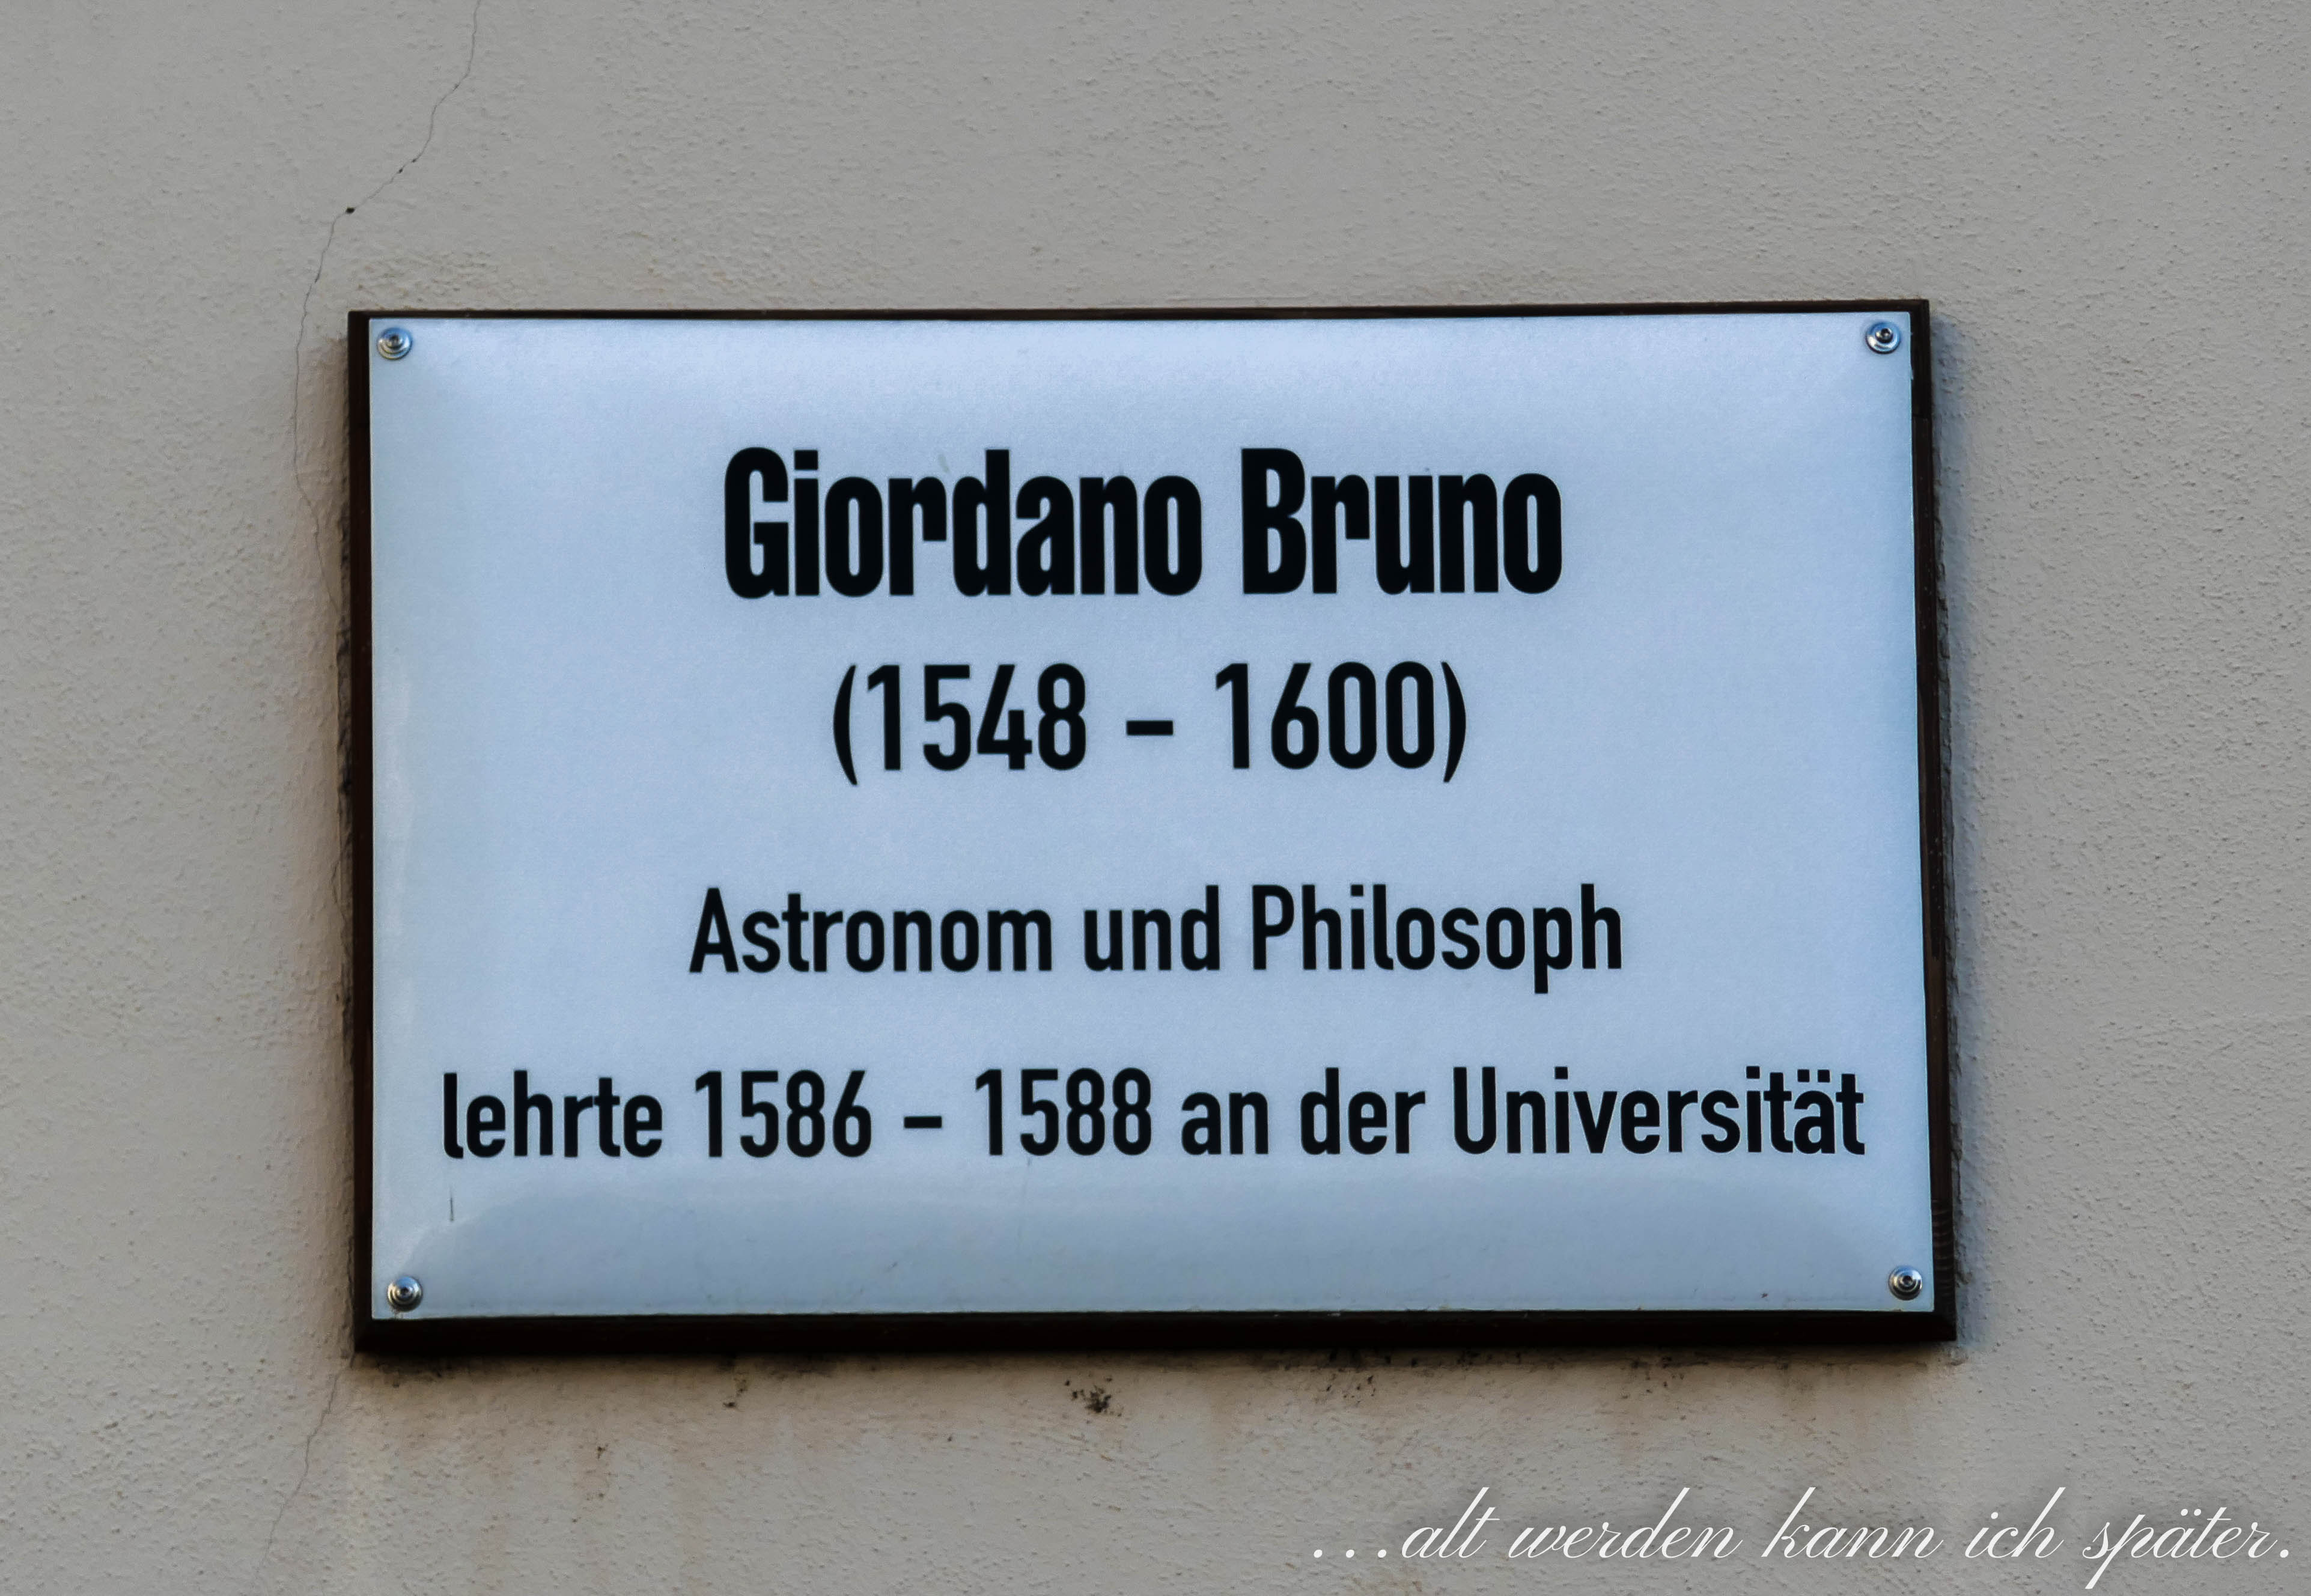 Giordano Bruno
(1548 – 1600)
Astronom und Philosoph
lehrte 1586 – 1588 an der Universität
...alt werden kann ich später.